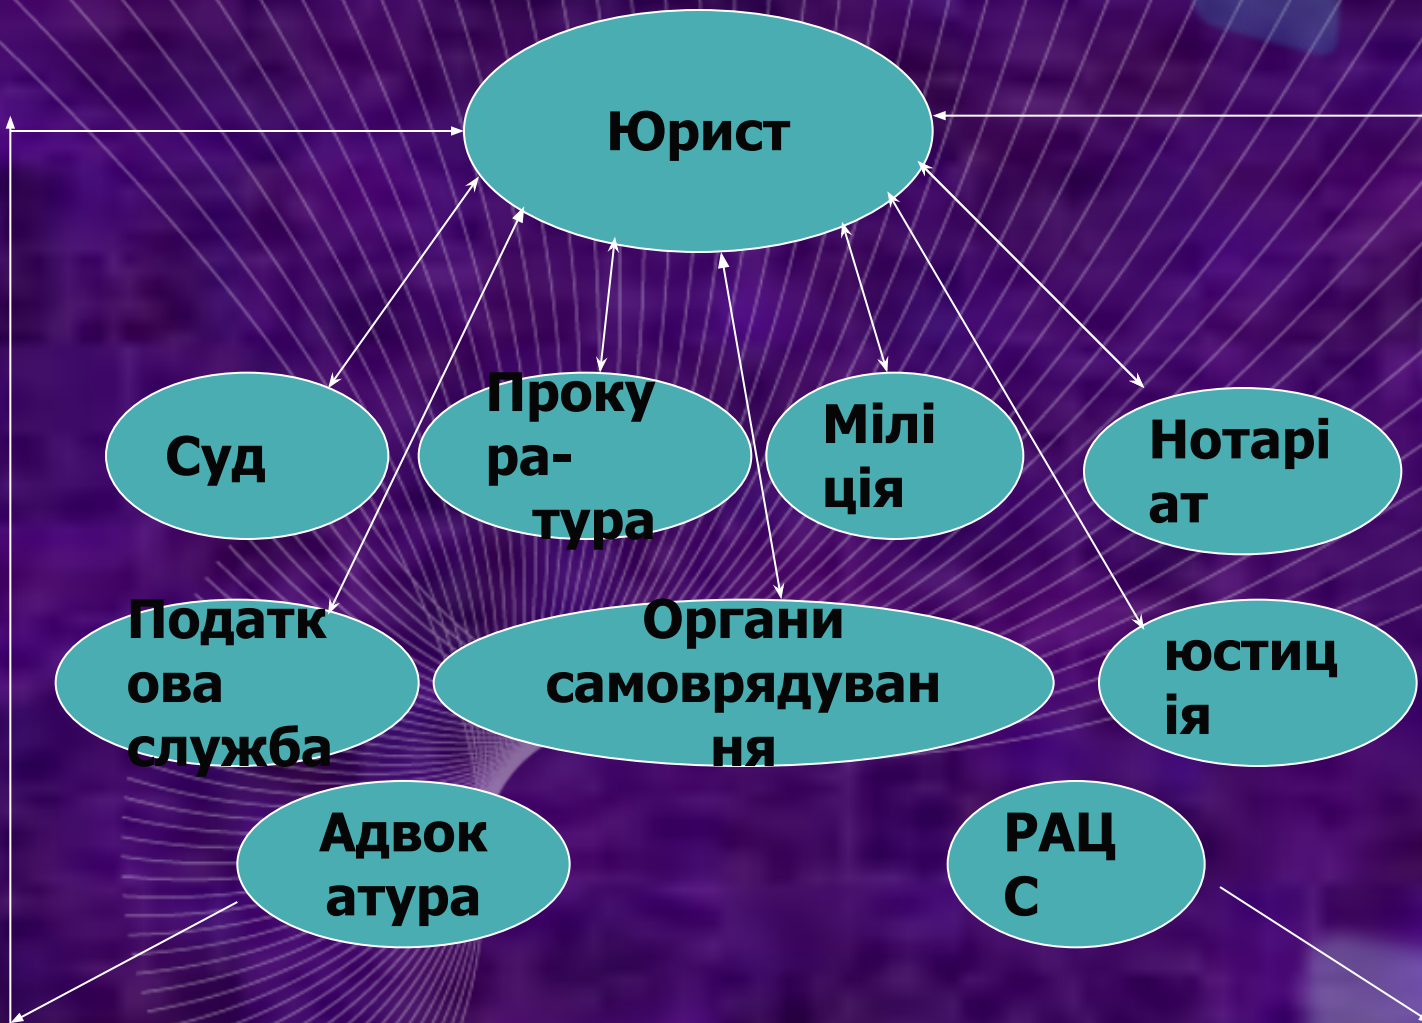 Юрист
Суд
Проку
ра-
тура
Мілі
ція
Нотарі
ат
Податк
ова
служба
Органи
самоврядуван
ня
юстиц
ія
Адвок
атура
РАЦ
С